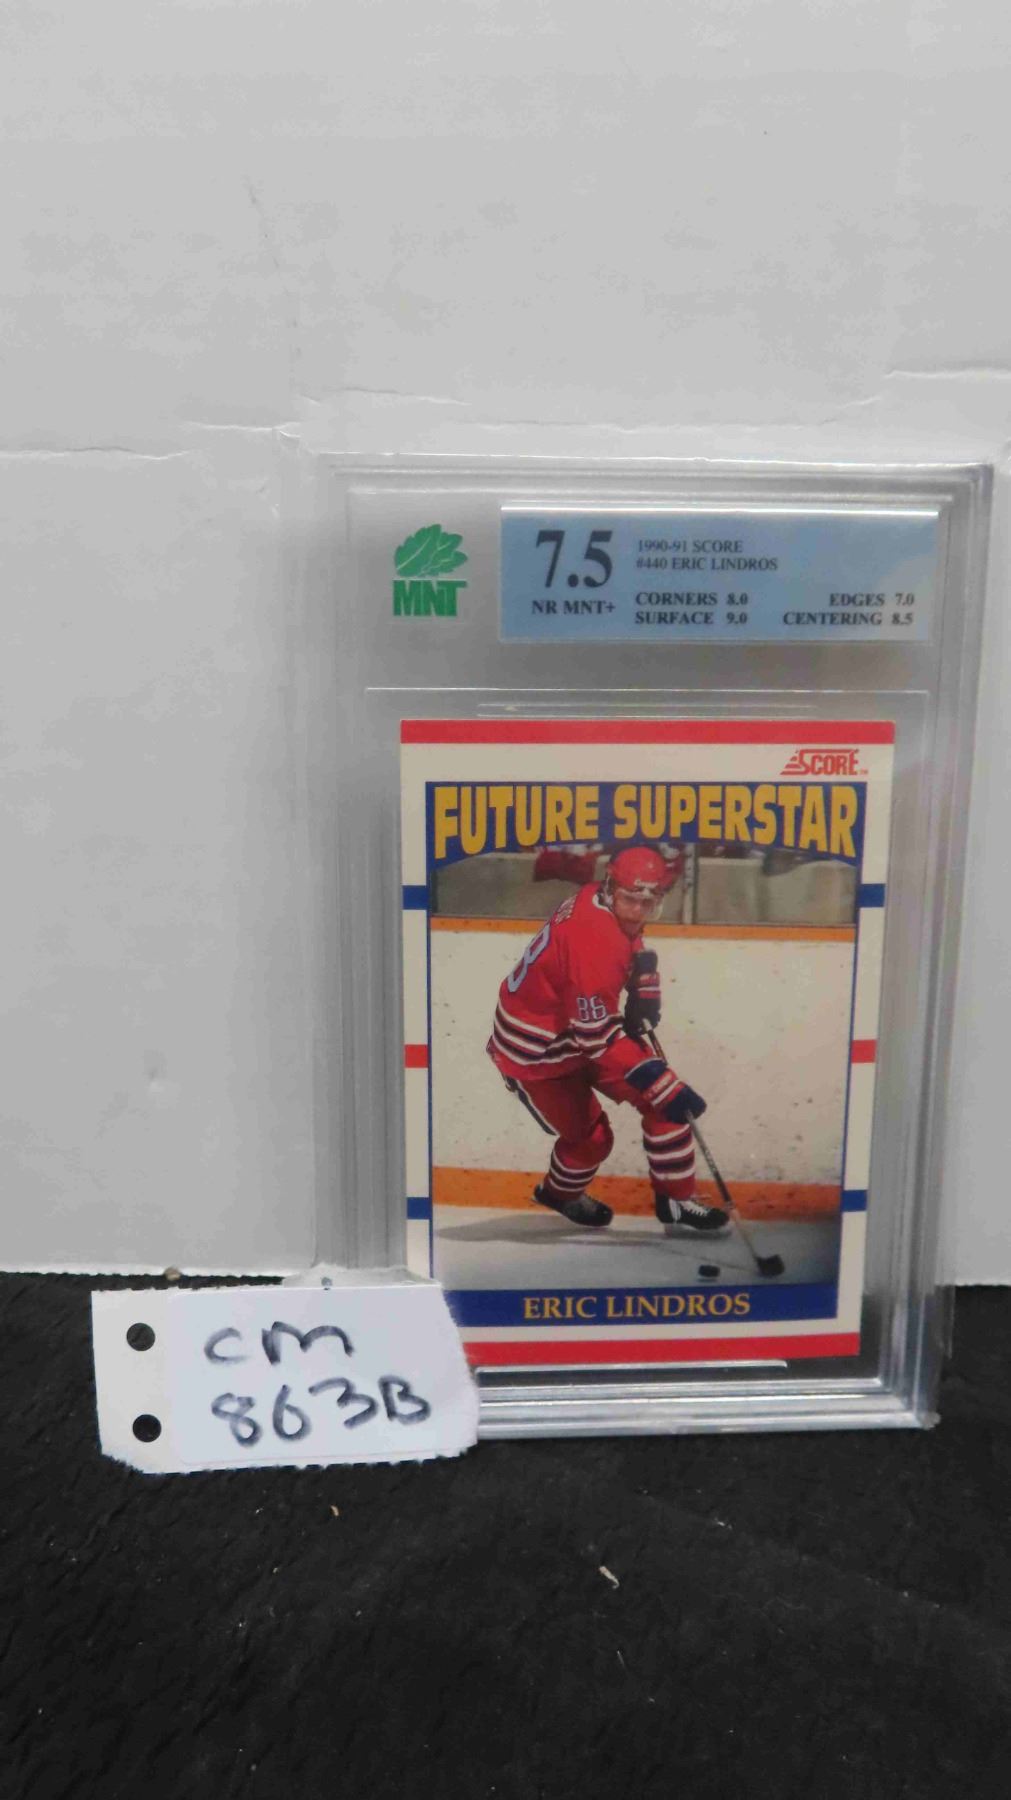 MNT
7.5
NR MNT+
1990-91 SCORE
#440 ERIC LINDROS
CORNERS 8.0 EDGES 7.0
SURFACE 9.0 CENTERING 8.5
SCORE™
FUTURE SUPERSTAR
88
ERIC LINDROS
CM
863B